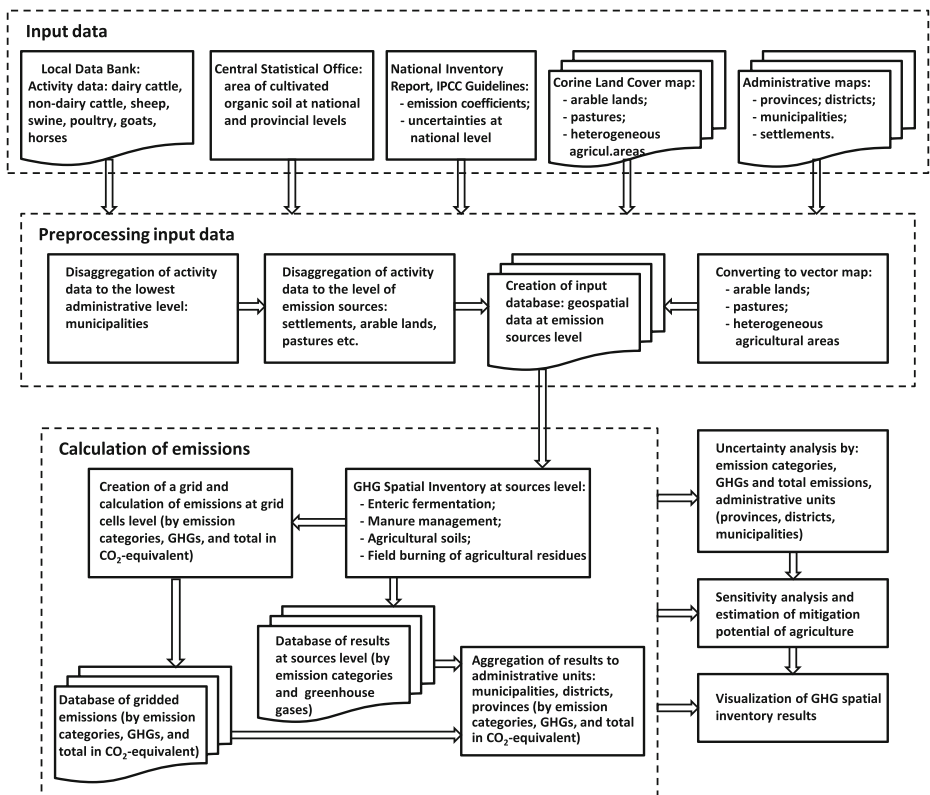 Input data
Local Data Bank:
Activity data: dairy cattle,
non-dairy cattle, sheep,
swine, poultry, goats,
horses
Central Statistical Office:
area of cultivated
organic soil at national
and provincial levels
National Inventory
Report, IPCC Guidelines:
- emission coefficients;
- uncertainties at
national level
Corine Land Cover map:
- arable lands;
- pastures;
- heterogeneous
agricul.areas
Administrative maps:
- provinces; districts;
- municipalities;
- settlements.
Preprocessing input data
Disaggregation of activity
data to the lowest
administrative level:
municipalities
Disaggregation of activity
data to the level of
emission sources:
settlements, arable lands,
pastures etc.
Creation of input
database: geospatial
data at emission
sources level
Converting to vector map:
- arable lands;
- pastures;
- heterogeneous
agricultural areas
Calculation of emissions
Creation of a grid and
calculation of emissions at grid
cells level (by emission
categories, GHGs, and total in
CO₂-equivalent)
GHG Spatial Inventory at sources level:
- Enteric fermentation;
- Manure management;
- Agricultural soils;
- Field burning of agricultural residues
Database of results
at sources level (by
emission categories
and greenhouse
gases)
Database of gridded
emissions (by emission
categories, GHGs, and
total in CO₂-equivalent)
Aggregation of results to
administrative units:
municipalities, districts,
provinces (by emission
categories, GHGs, and total
in CO₂-equivalent)
Uncertainty analysis by:
emission categories,
GHGs and total emissions,
administrative units
(provinces, districts,
municipalities)
Sensitivity analysis and
estimation of mitigation
potential of agriculture
Visualization of GHG spatial
inventory results